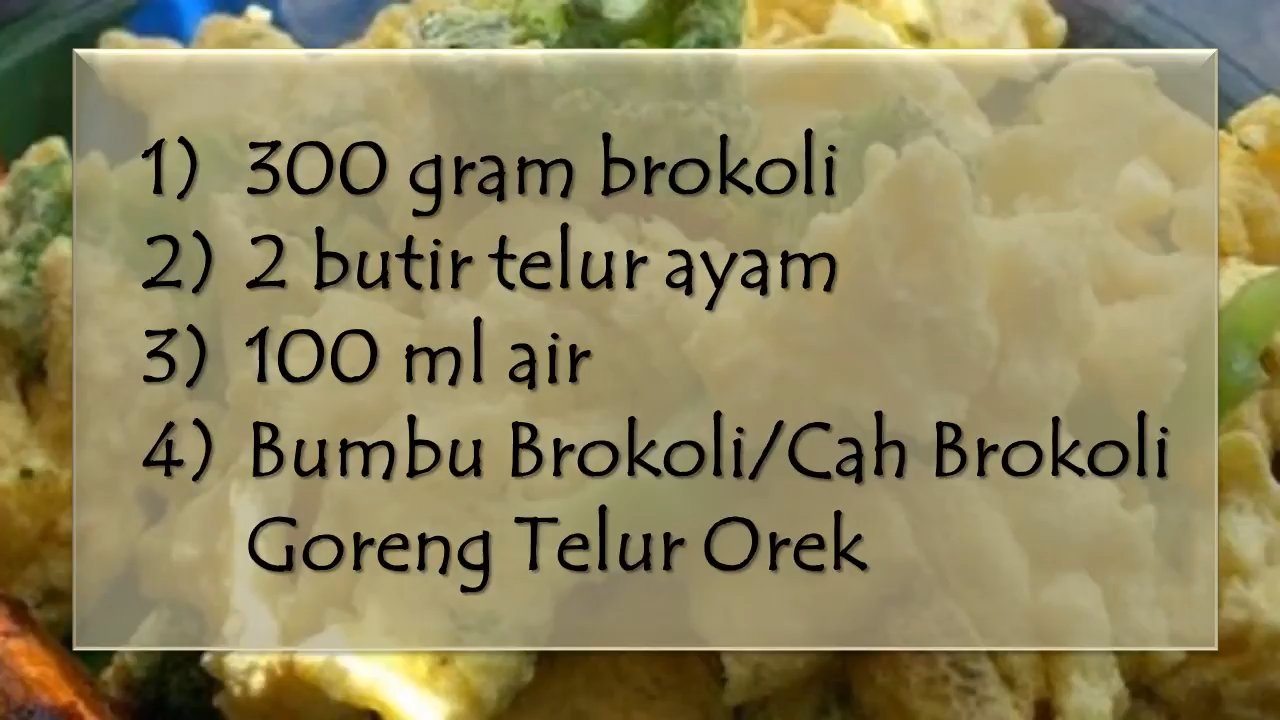 1) 300 gram brokoli
2) 2 butir telur ayam
3) 100 ml air
4) Bumbu Brokoli/Cah Brokoli
Goreng Telur Orek